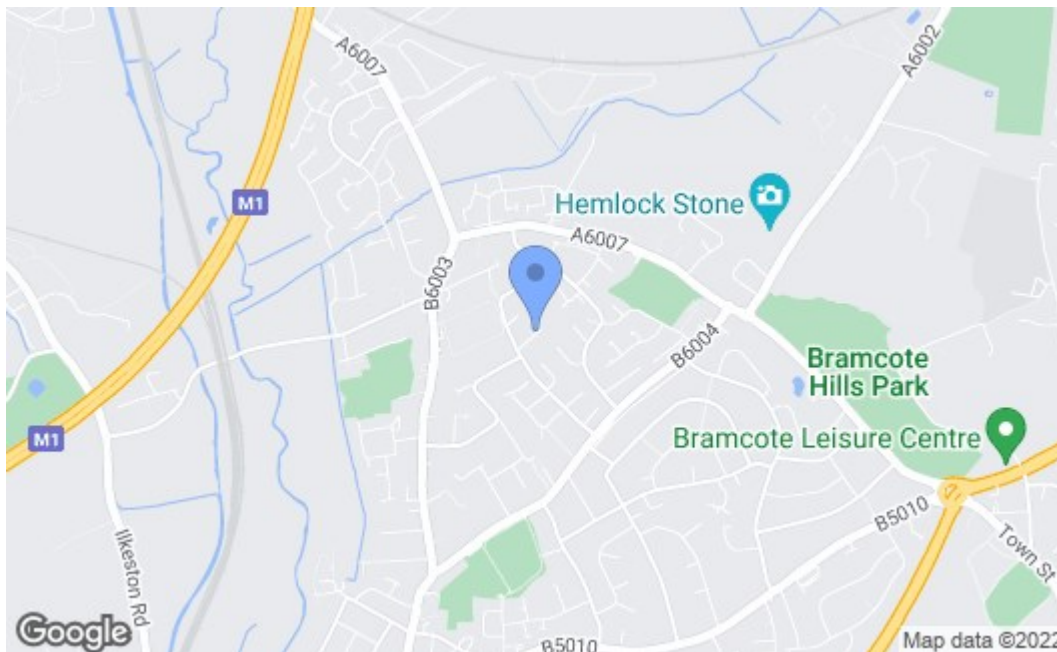 A6007
A6002
M1
Hemlock Stone
A6007
B6003
B6004
Bramcote
Hills Park
M1
Bramcote Leisure Centre
B5010
Ilkeston Rd
Town St
B5010
Google
Map data ©2022